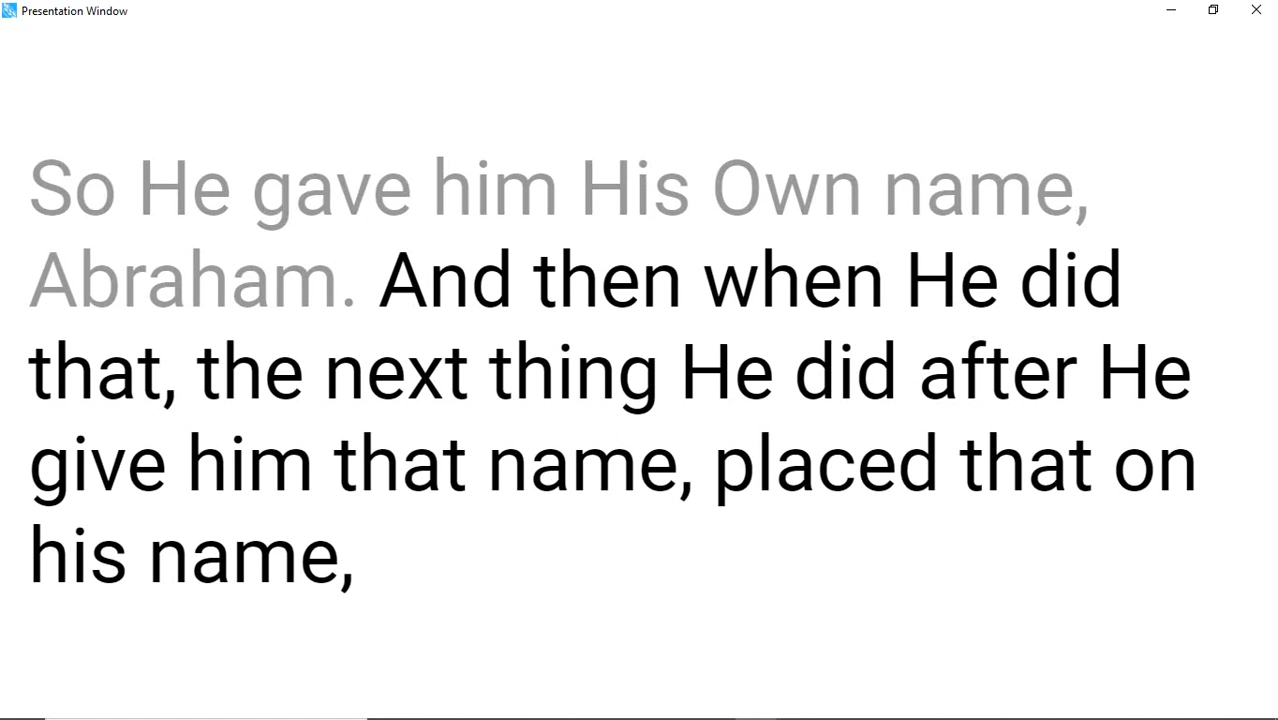 Presentation Window
So He gave him His Own name,
Abraham. And then when He did
that, the next thing He did after He
give him that name, placed that on
his name,